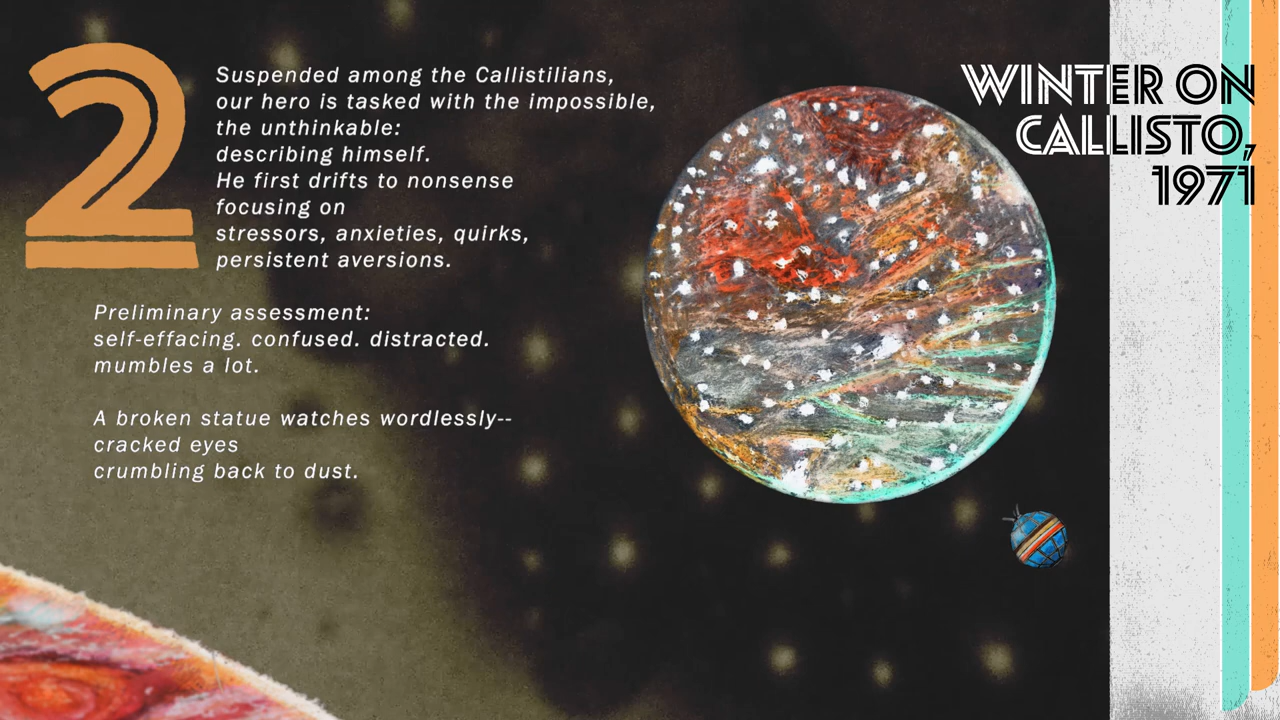 2
Suspended among the Callistilians,
our hero is tasked with the impossible,
the unthinkable:
describing himself.
He first drifts to nonsense
focusing on
stressors, anxieties, quirks,
persistent aversions.
Preliminary assessment:
self-effacing. confused. distracted.
mumbles a lot.
A broken statue watches wordlessly--
cracked eyes
crumbling back to dust.
WINTER ON
CALLISTO,
1971